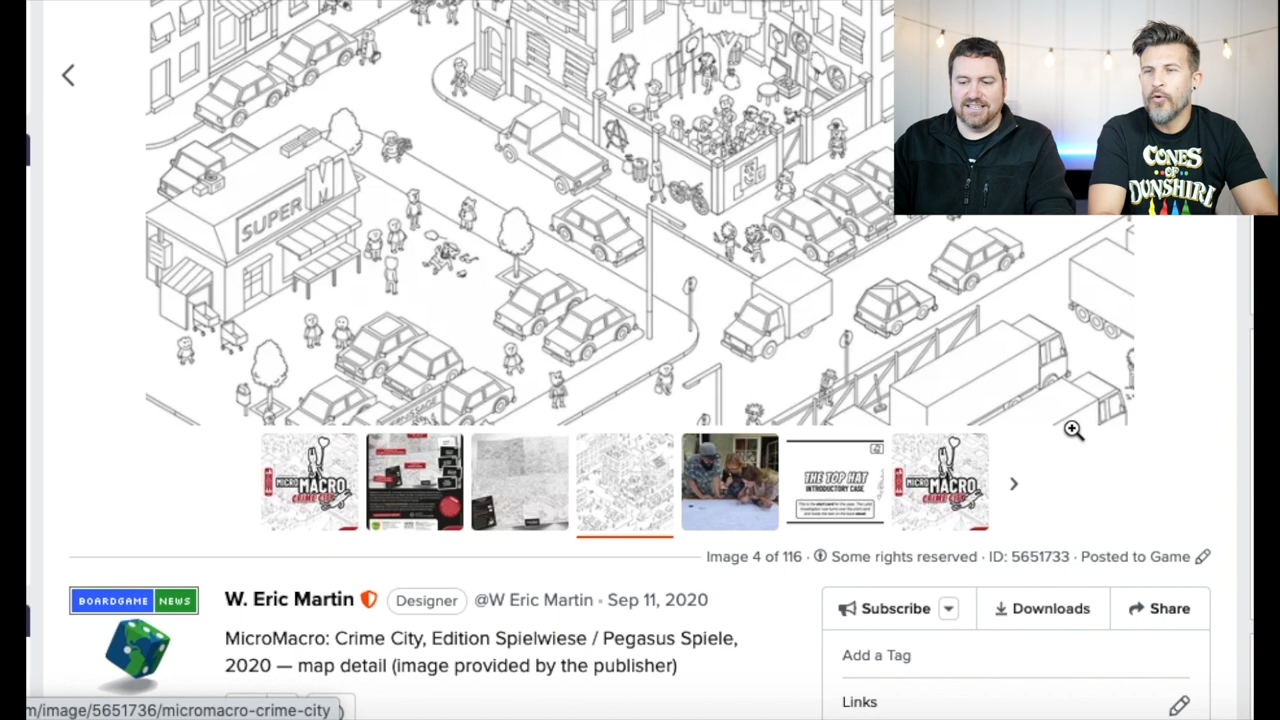 SUPER M
CONES
OF
DUNSHIRE
MICRO
MACRO
CRIME CITY
THE TOP HAT
INTRODUCTORY CASE
MICRO
MACRO
CRIME CITY
Image 4 of 116 · Some rights reserved · ID: 5651733 · Posted to Game
BOARDGAME NEWS
W. Eric Martin Designer @W Eric Martin · Sep 11, 2020
MicroMacro: Crime City, Edition Spielwiese / Pegasus Spiele,
2020 — map detail (image provided by the publisher)
Subscribe Downloads Share
Add a Tag
Links
m/image/5651736/micromacro-crime-city